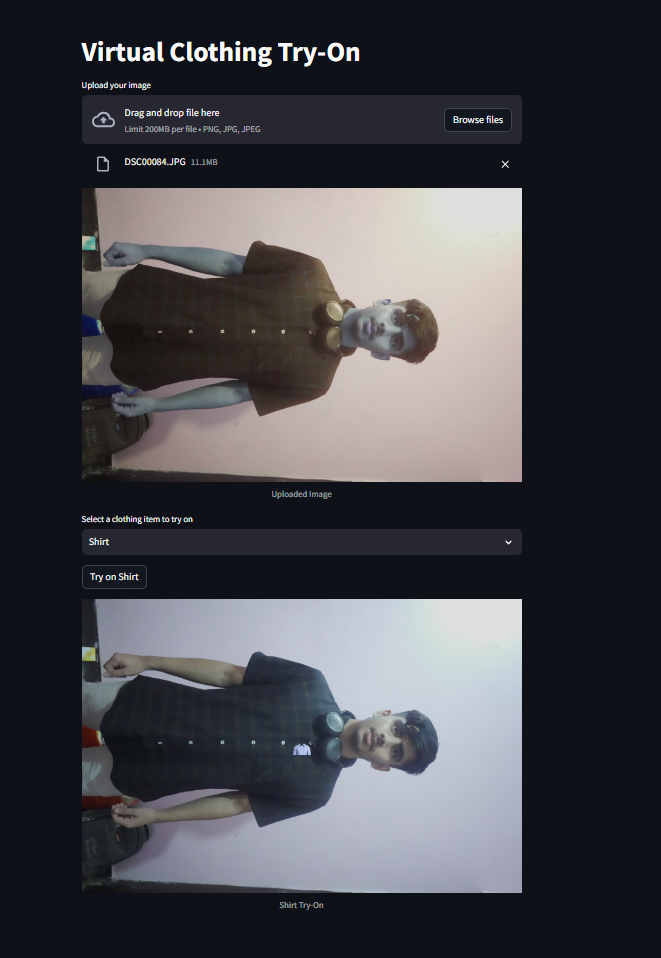 Virtual Clothing Try-On
Upload your image
Drag and drop file here
Limit 200MB per file • PNG, JPG, JPEG
Browse files
DSC00084.JPG 11.1MB
Uploaded Image
Select a clothing item to try on
Shirt
Try on Shirt
Shirt Try-On